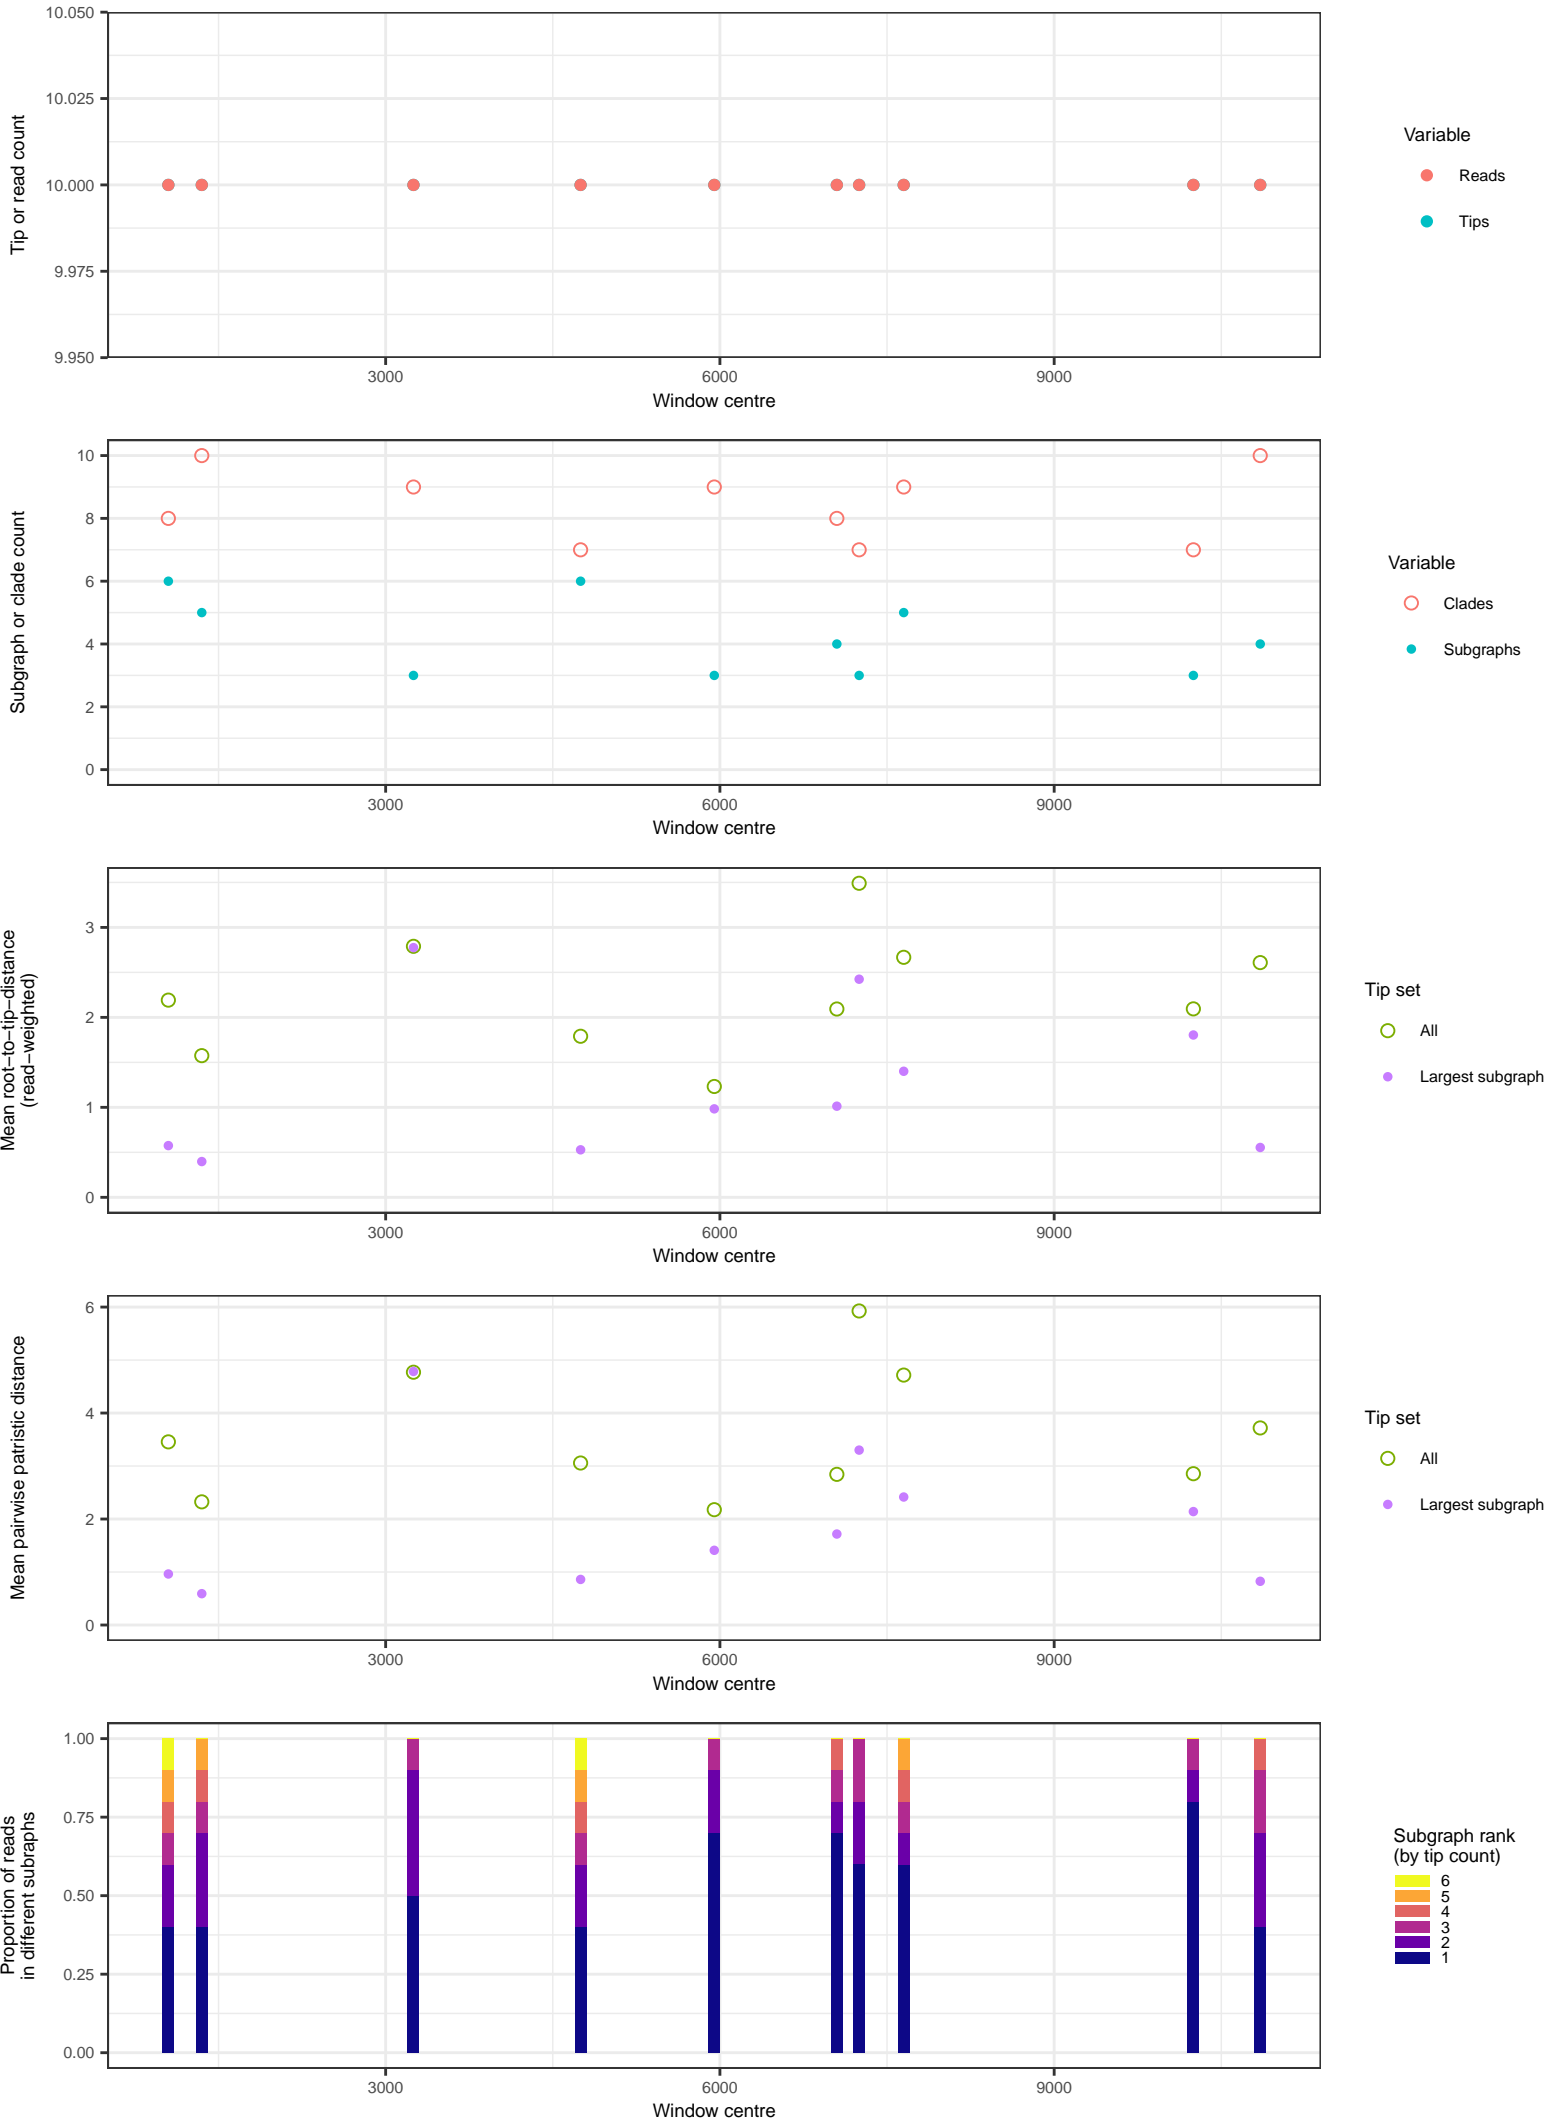 10.050
10.025
10.000
9.975
9.950
Tip or read count
3000 6000 9000
Window centre
Variable
Reads
Tips
10
8
6
4
2
0
Subgraph or clade count
3000 6000 9000
Window centre
Variable
Clades
Subgraphs
3
2
1
0
Mean root−to−tip−distance
(read−weighted)
3000 6000 9000
Window centre
Tip set
All
Largest subgraph
6
4
2
0
Mean pairwise patristic distance
3000 6000 9000
Window centre
Tip set
All
Largest subgraph
1.00
0.75
0.50
0.25
0.00
Proportion of reads
in different subraphs
3000 6000 9000
Window centre
Subgraph rank
(by tip count)
6
5
4
3
2
1